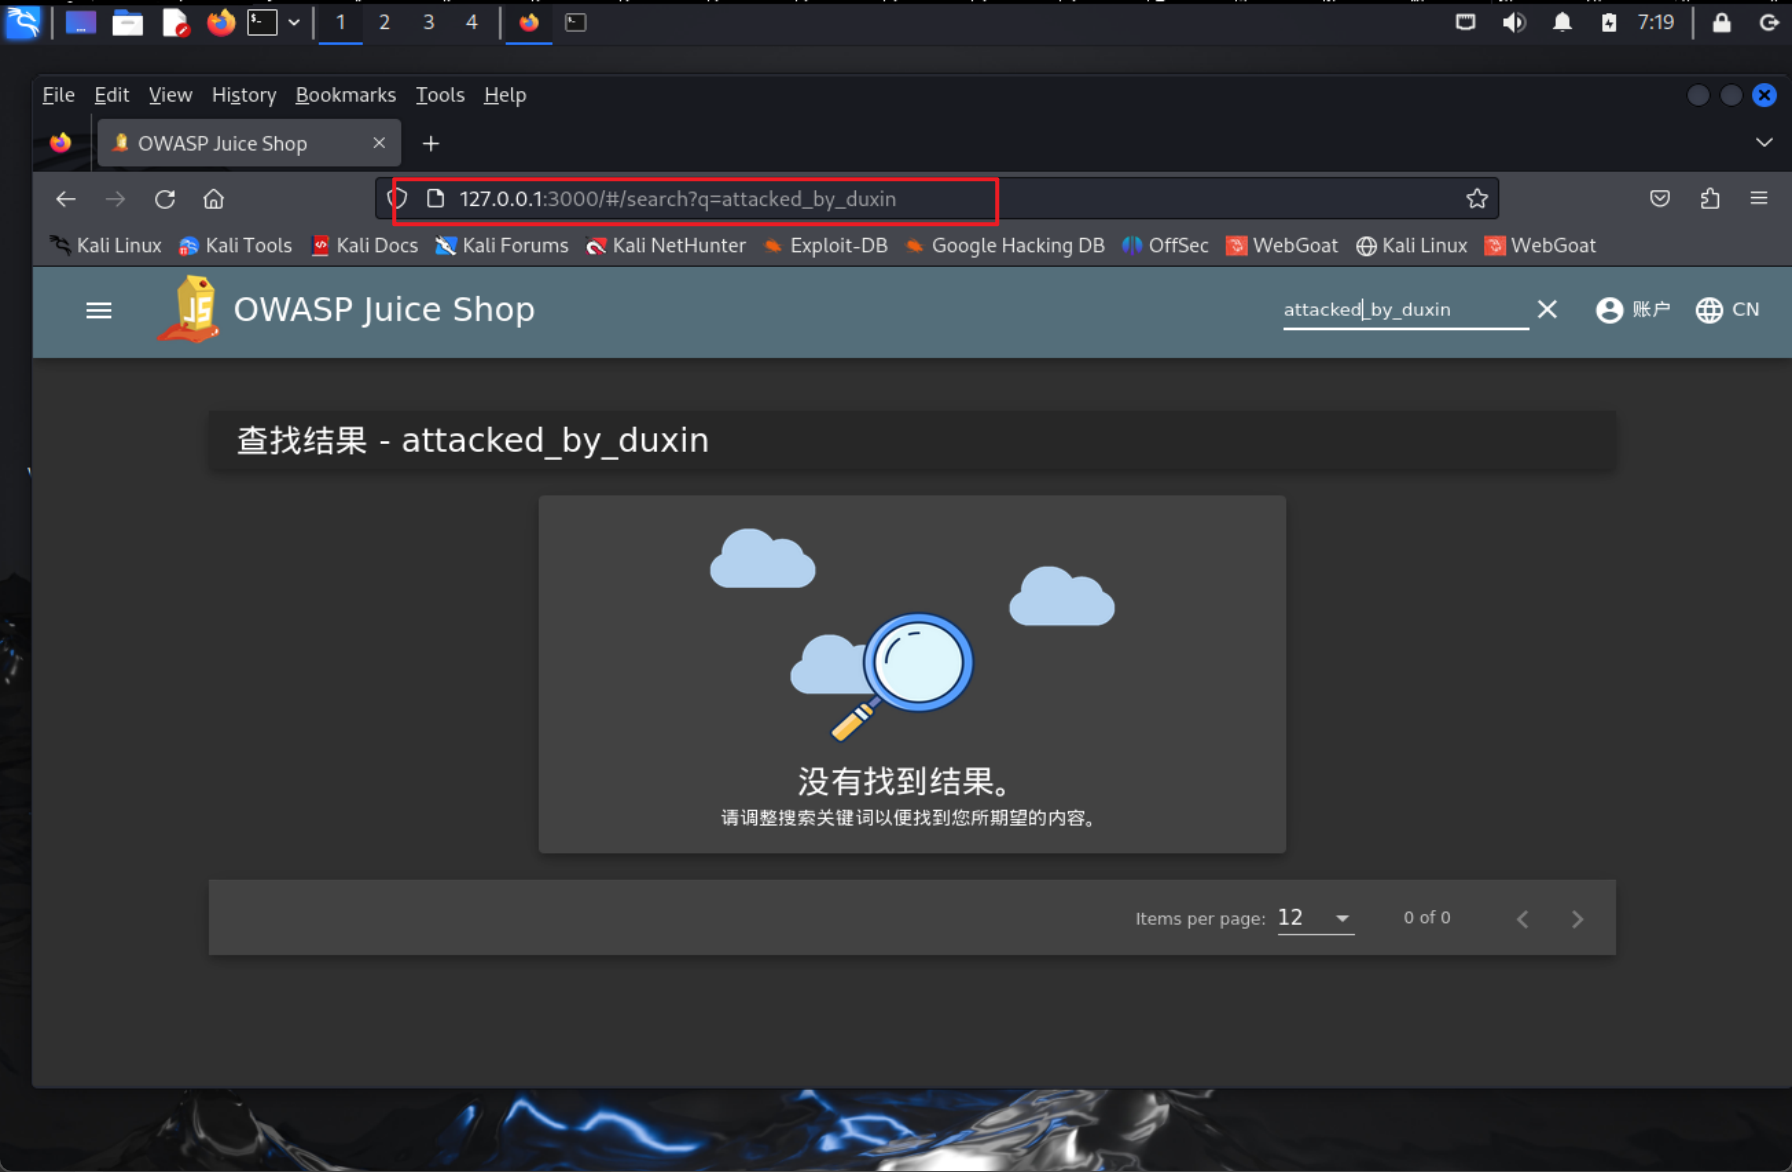 1 2 3 4 7:19
File Edit View History Bookmarks Tools Help
OWASP Juice Shop
127.0.0.1:3000/#/search?q=attacked_by_duxin
Kali Linux Kali Tools Kali Docs Kali Forums Kali NetHunter Exploit-DB Google Hacking DB OffSec WebGoat Kali Linux WebGoat
OWASP Juice Shop attacked_by_duxin 账户 CN
查找结果 - attacked_by_duxin
没有找到结果。
请调整搜索关键词以便找到您所期望的内容。
Items per page: 12 0 of 0